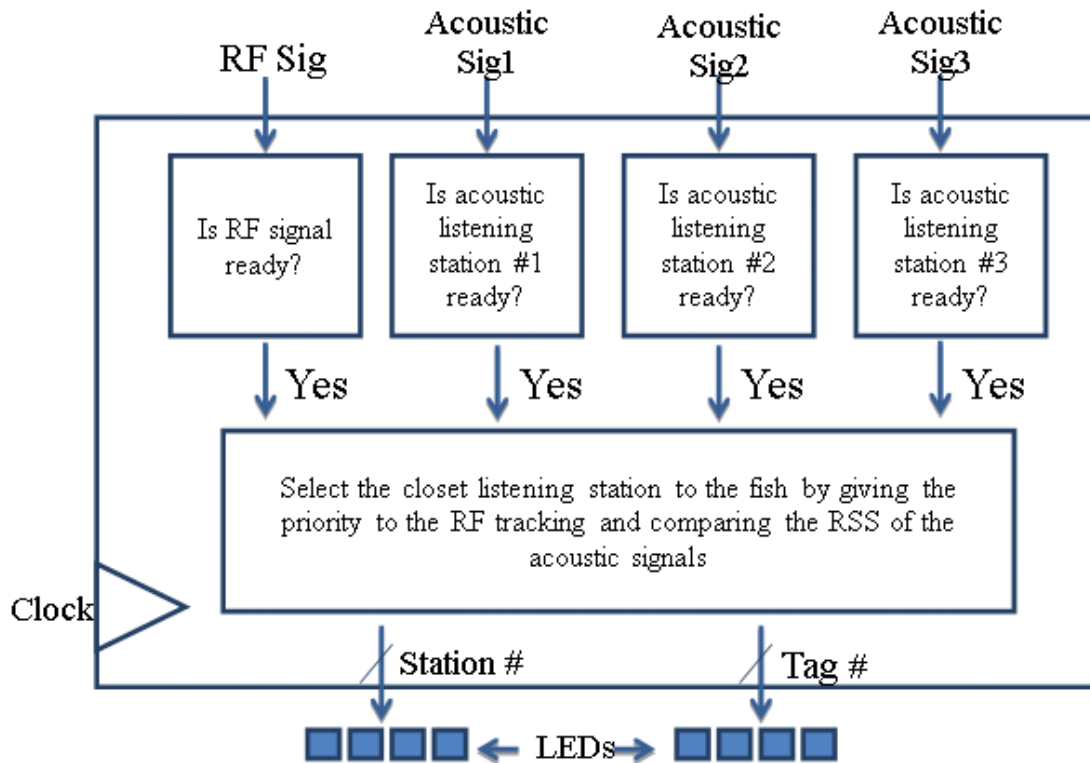 RF Sig
Acoustic
Sig1
Acoustic
Sig2
Acoustic
Sig3
Is RF signal
ready?
Is acoustic
listening
station #1
ready?
Is acoustic
listening
station #2
ready?
Is acoustic
listening
station #3
ready?
Yes
Yes
Yes
Yes
Select the closet listening station to the fish by giving the
priority to the RF tracking and comparing the RSS of the
acoustic signals
Clock
Station #
Tag #
LEDs